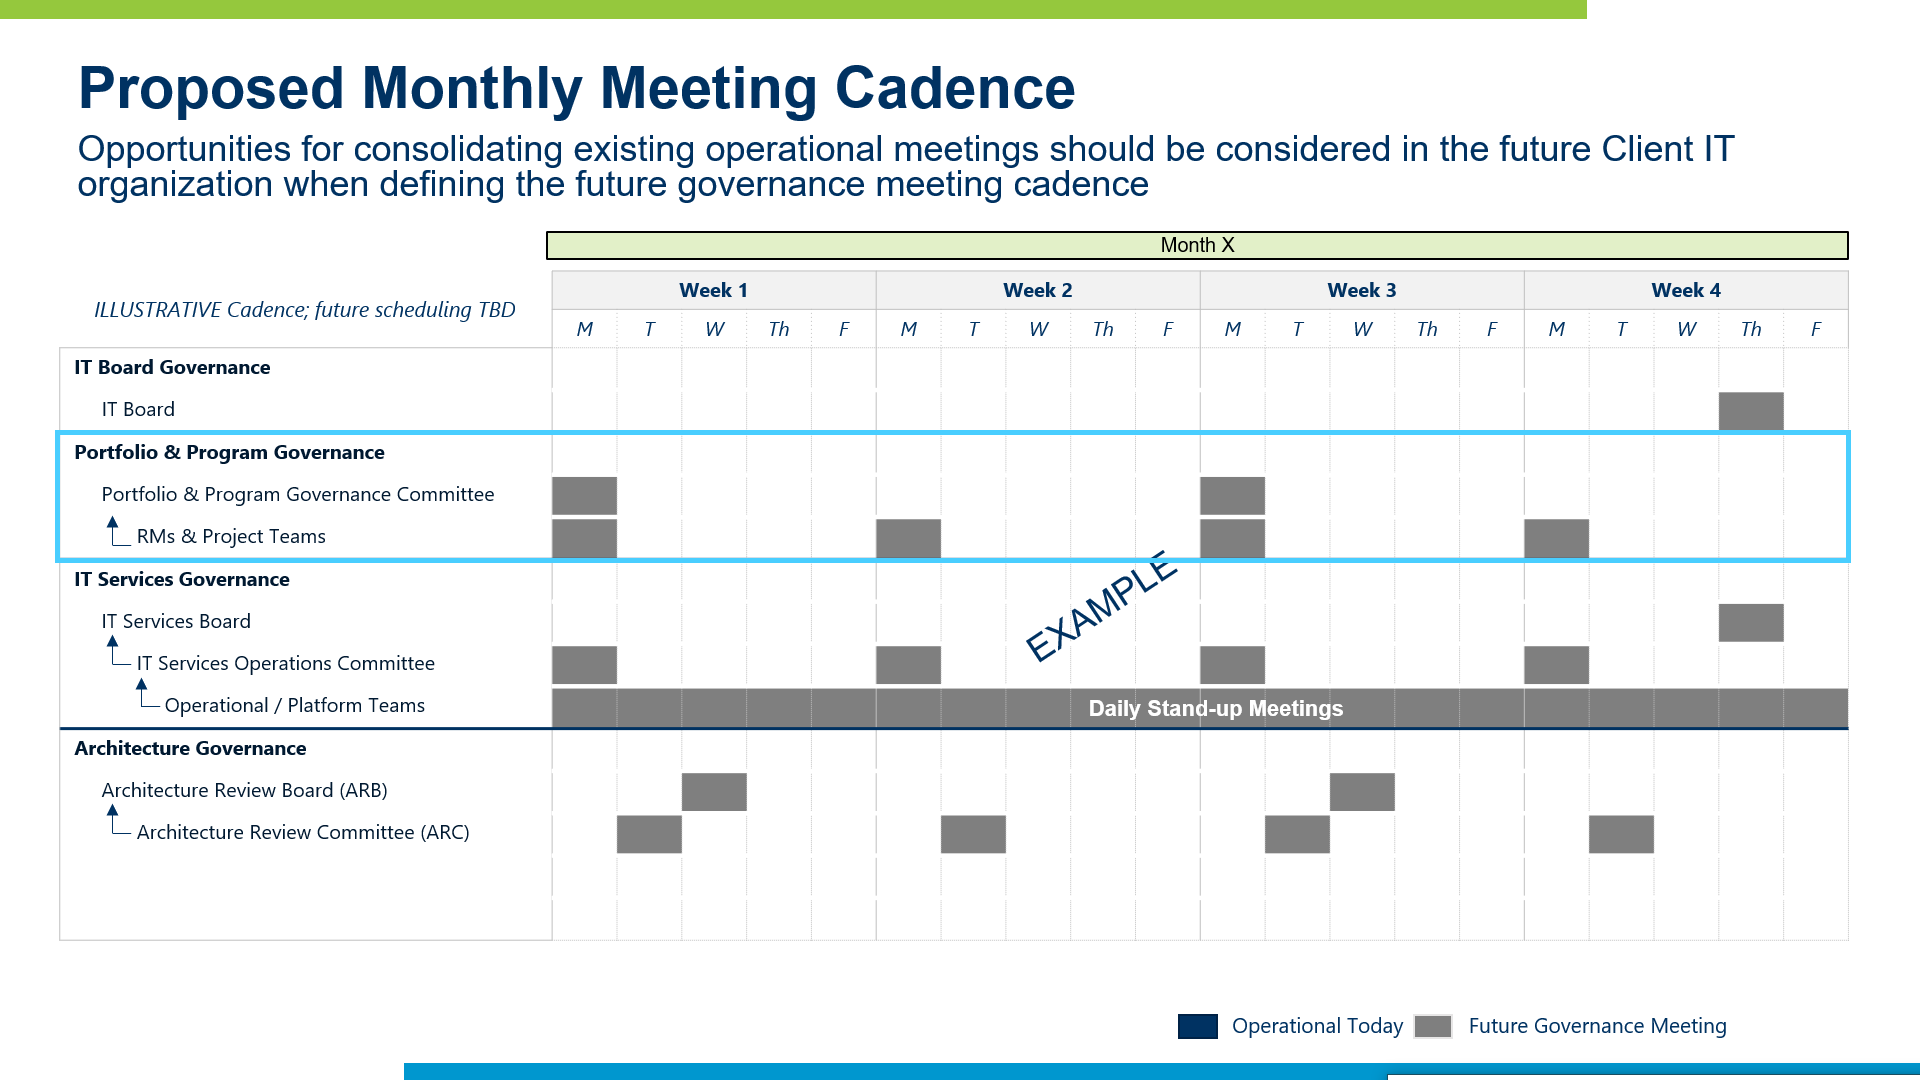 Proposed Monthly Meeting Cadence
Opportunities for consolidating existing operational meetings should be considered in the future Client IT
organization when defining the future governance meeting cadence
Month X
ILLUSTRATIVE Cadence; future scheduling TBD
Week 1 Week 2 Week 3 Week 4
M T W Th F M T W Th F M T W Th F M T W Th F
IT Board Governance
IT Board
Portfolio & Program Governance
Portfolio & Program Governance Committee
RMs & Project Teams
EXAMPLE
IT Services Governance
IT Services Board
IT Services Operations Committee
Operational / Platform Teams
Daily Stand-up Meetings
Architecture Governance
Architecture Review Board (ARB)
Architecture Review Committee (ARC)
Operational Today
Future Governance Meeting